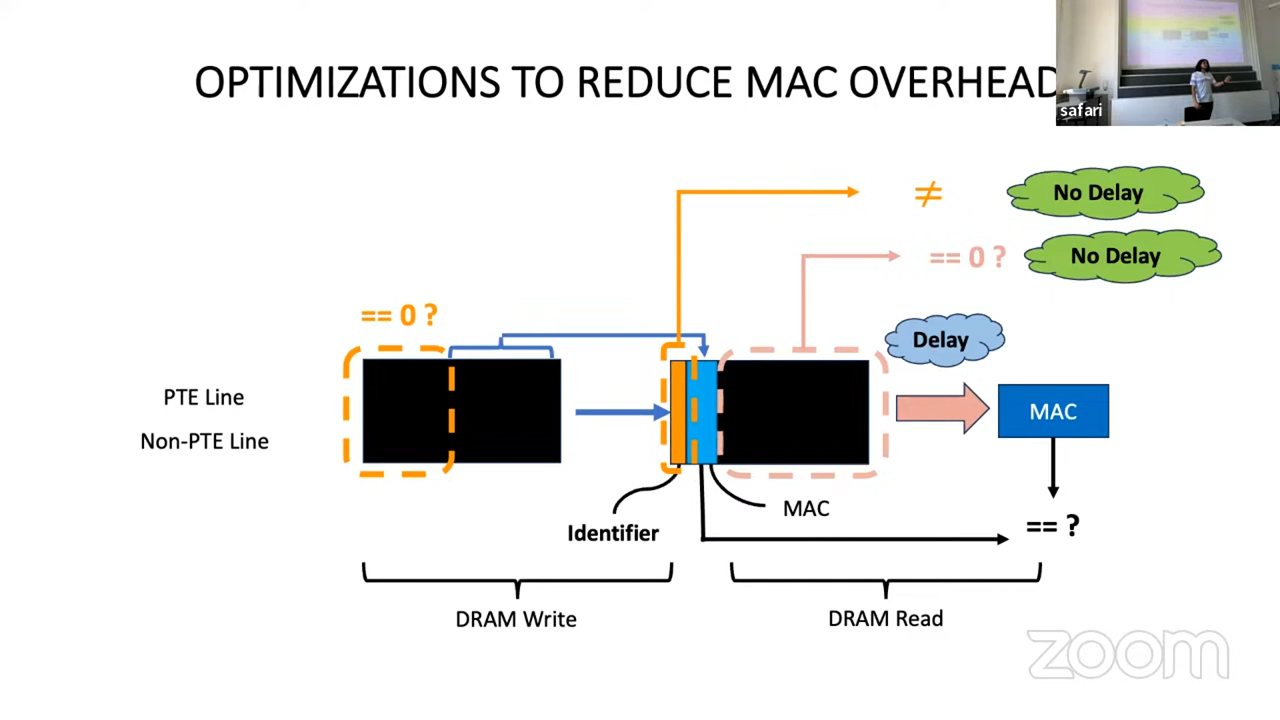 OPTIMIZATIONS TO REDUCE MAC OVERHEAD
safari
≠
No Delay
== 0 ?
No Delay
== 0 ?
Delay
PTE Line
MAC
Non-PTE Line
MAC
Identifier
== ?
DRAM Write
DRAM Read
zoom